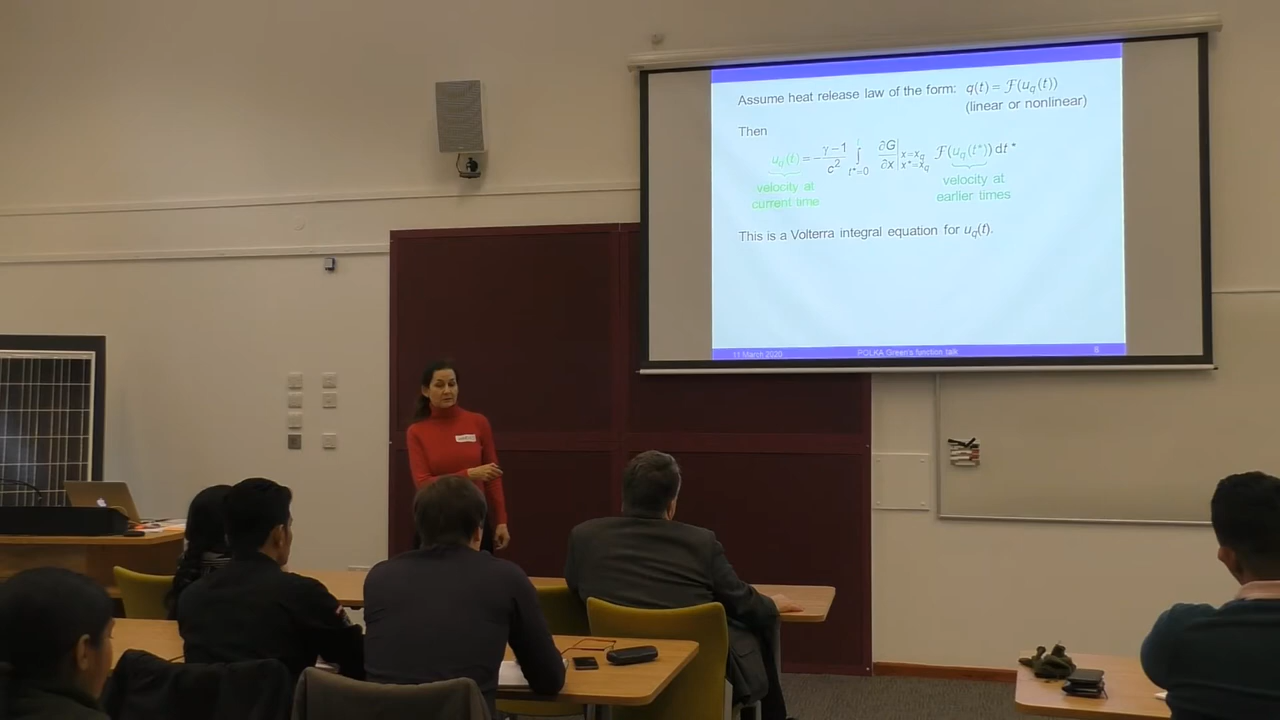 Assume heat release law of the form: q(t) = ℱ(u_q(t))
(linear or nonlinear)
Then
u_q(t) = −(γ−1)/c² ∫_{t*=0}^{t} ∂G/∂x |_{x=x_q, x*=x_q} ℱ(u_q(t*)) dt*
velocity at
current time
velocity at
earlier times
This is a Volterra integral equation for u_q(t).
11 March 2020 POLKA Green's function talk 6